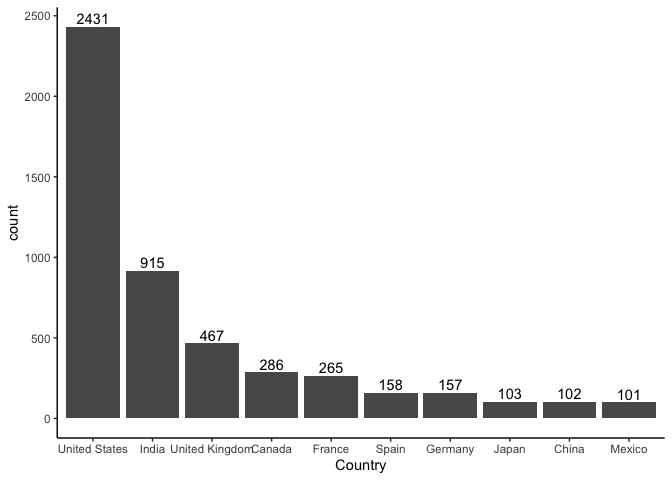 2431
2500
2000
1500
1000
500
0
count
915
467
286
265
158
157
103
102
101
United States
India
United Kingdom
Canada
France
Spain
Germany
Japan
China
Mexico
Country